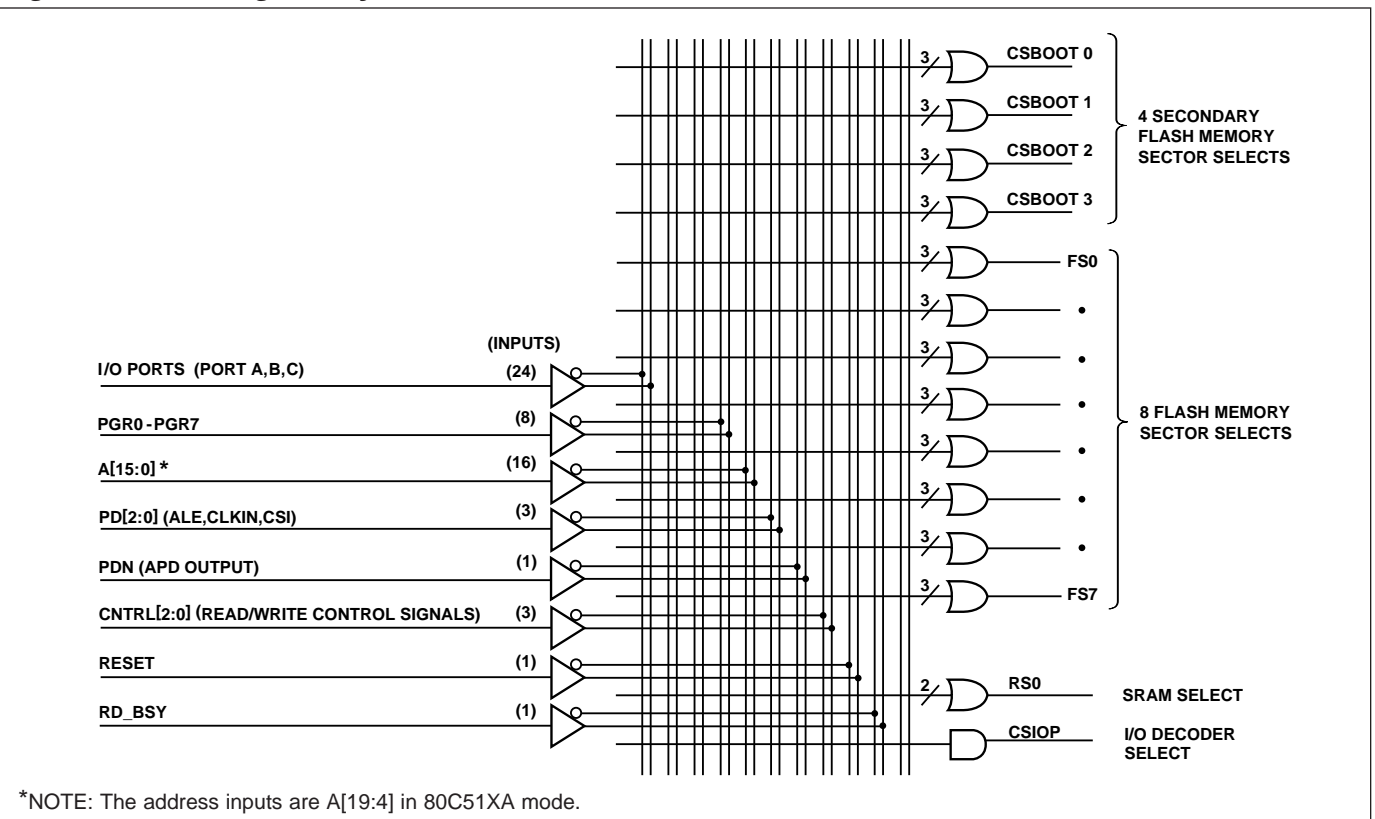 3 CSBOOT 0
3 CSBOOT 1
3 CSBOOT 2
3 CSBOOT 3
4 SECONDARY
FLASH MEMORY
SECTOR SELECTS
3 FS0
3
3
3
3
3
3
3 FS7
8 FLASH MEMORY
SECTOR SELECTS
(INPUTS)
I/O PORTS (PORT A,B,C) (24)
PGR0 -PGR7 (8)
A[15:0] * (16)
PD[2:0] (ALE,CLKIN,CSI) (3)
PDN (APD OUTPUT) (1)
CNTRL[2:0] (READ/WRITE CONTROL SIGNALS) (3)
RESET (1)
RD_BSY (1)
2 RS0 SRAM SELECT
CSIOP I/O DECODER
SELECT
*NOTE: The address inputs are A[19:4] in 80C51XA mode.